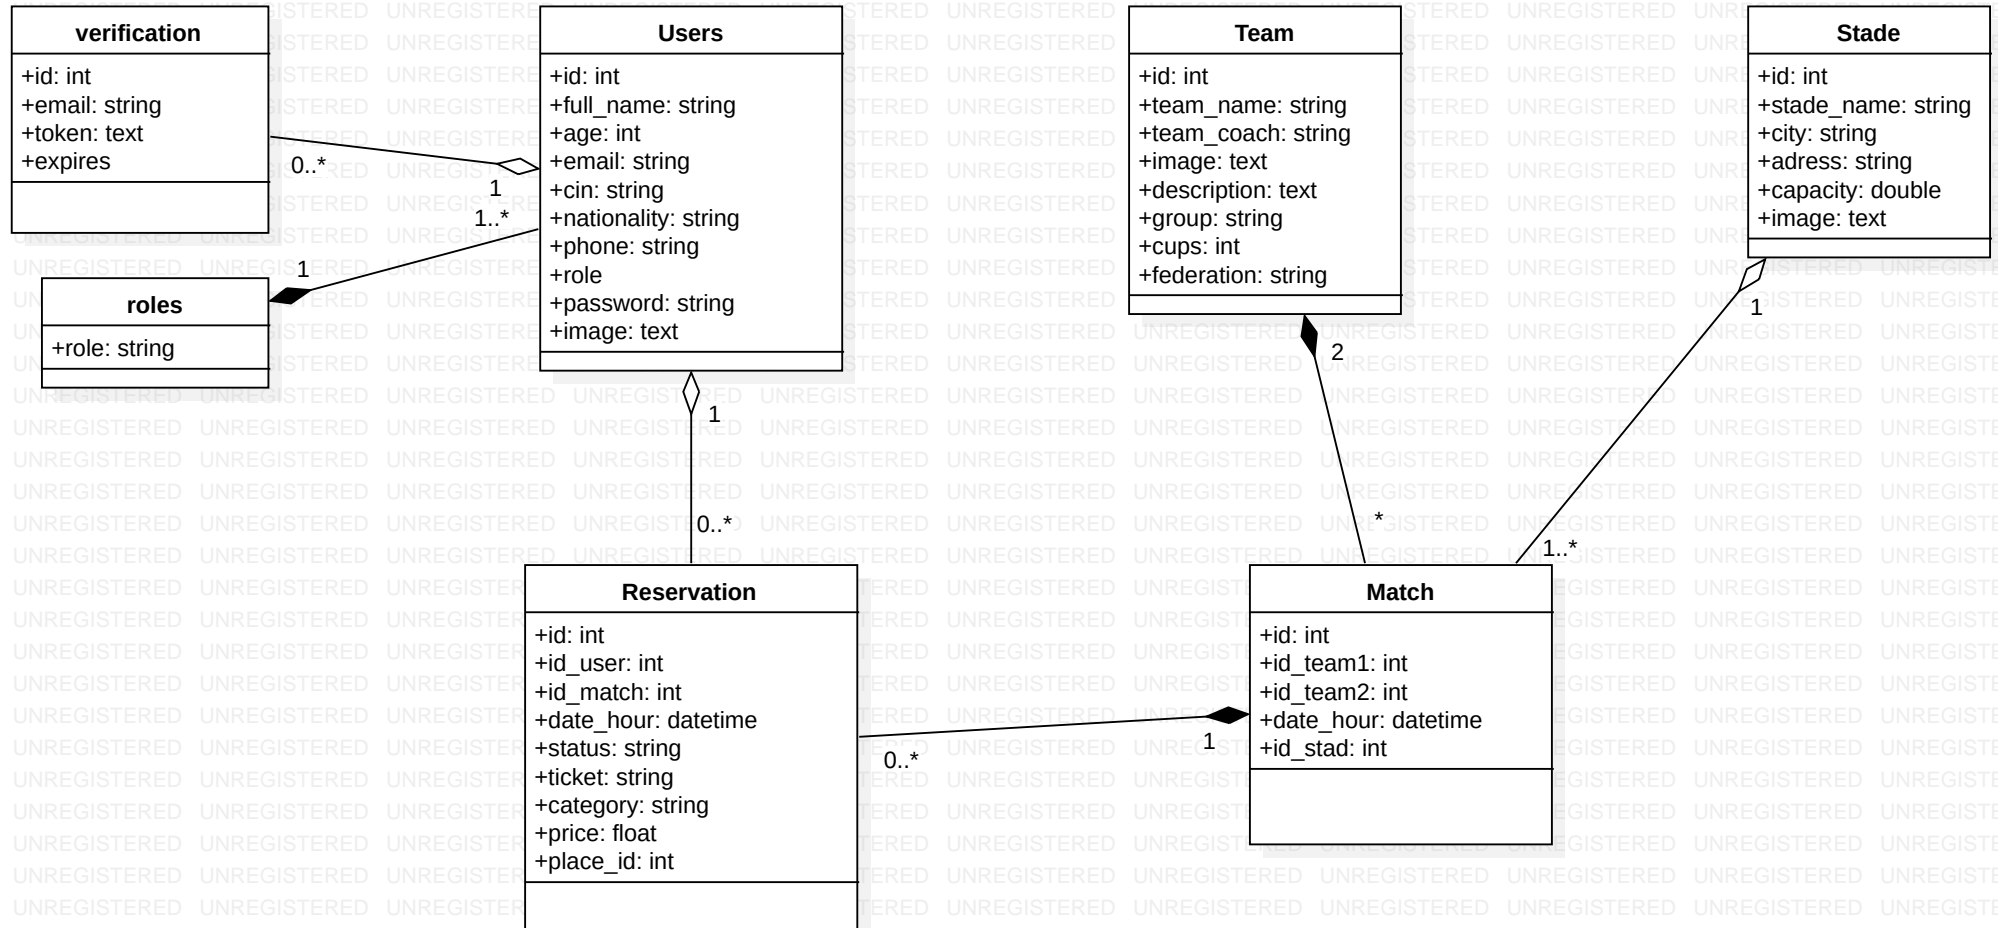 verification
+id: int
+email: string
+token: text
+expires
0..*
1
Users
+id: int
+full_name: string
+age: int
+email: string
+cin: string
+nationality: string
+phone: string
+role
+password: string
+image: text
1..*
1
roles
+role: string
1
0..*
Team
+id: int
+team_name: string
+team_coach: string
+image: text
+description: text
+group: string
+cups: int
+federation: string
2
*
Stade
+id: int
+stade_name: string
+city: string
+adress: string
+capacity: double
+image: text
1
1..*
Reservation
+id: int
+id_user: int
+id_match: int
+date_hour: datetime
+status: string
+ticket: string
+category: string
+price: float
+place_id: int
0..*
1
Match
+id: int
+id_team1: int
+id_team2: int
+date_hour: datetime
+id_stad: int
UNREGISTERED